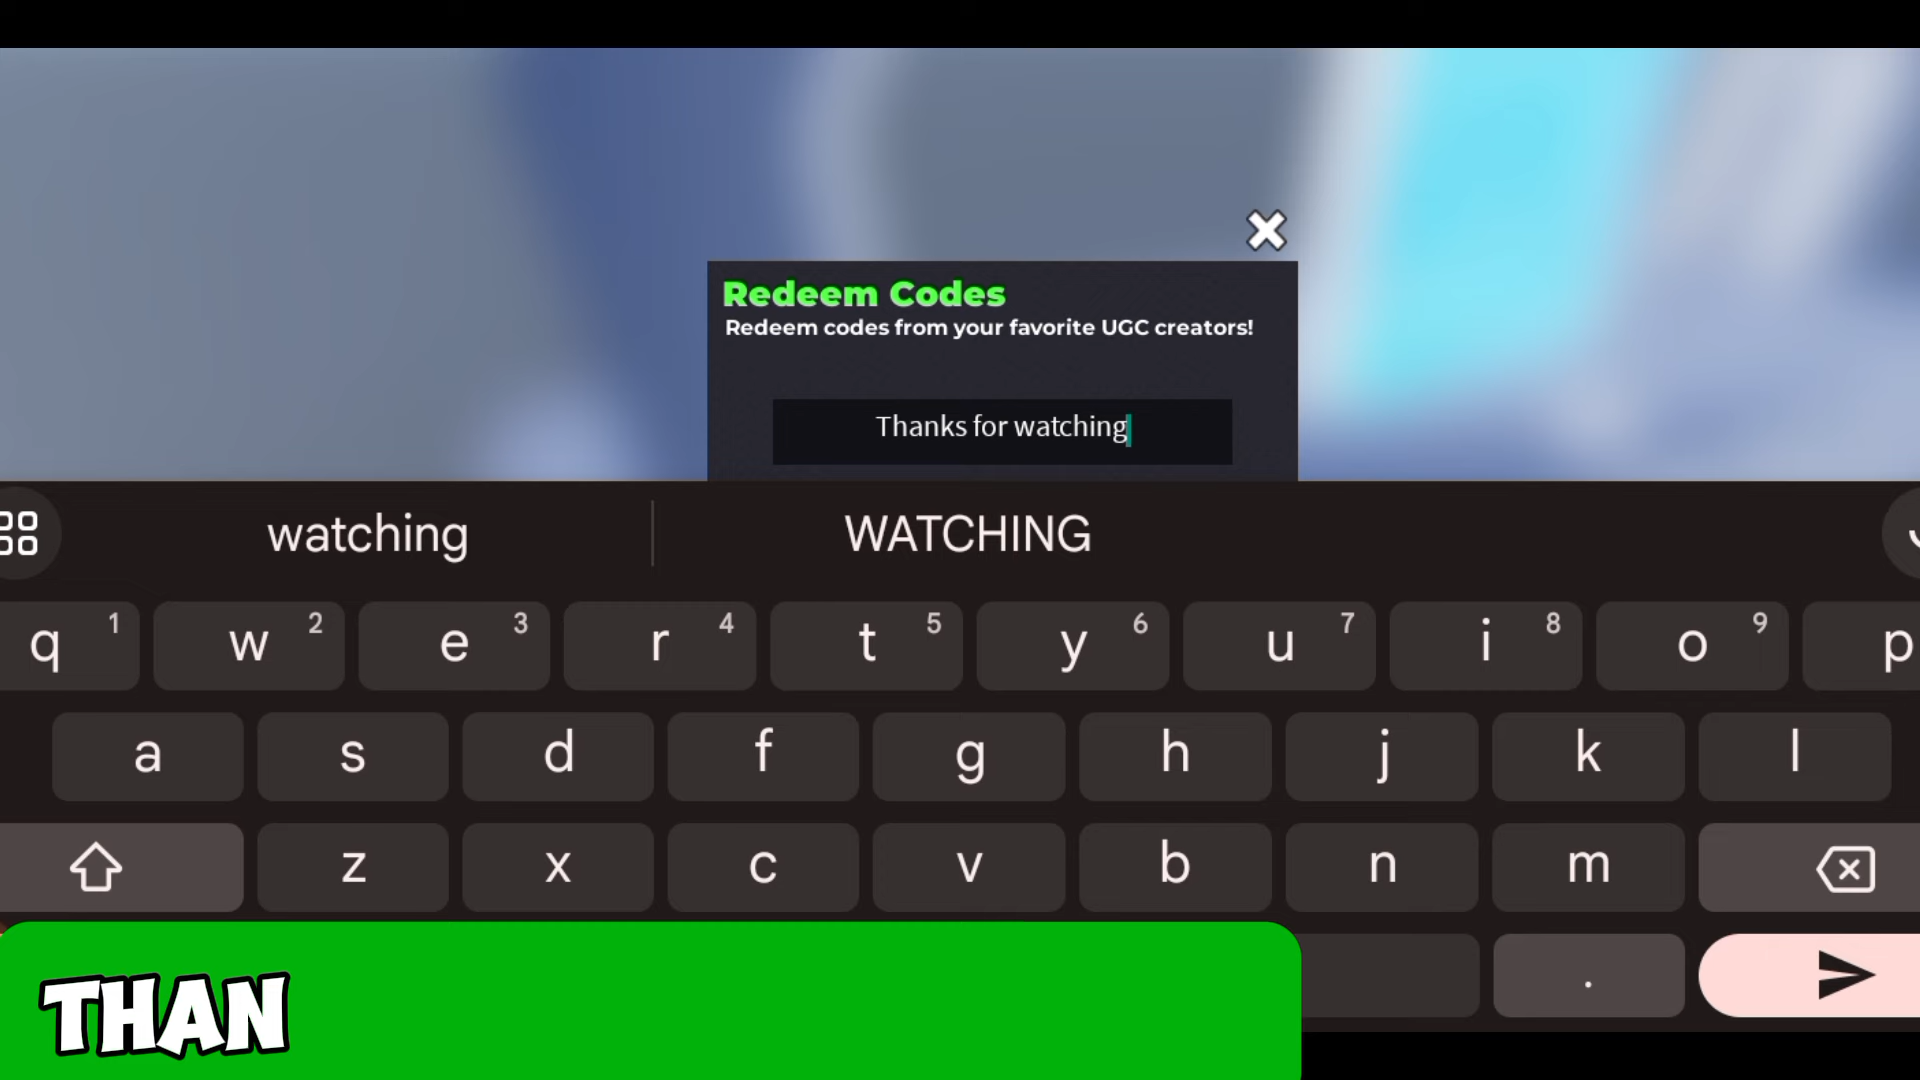 Redeem Codes
Redeem codes from your favorite UGC creators!
Thanks for watching
watching WATCHING
q 1 w 2 e 3 r 4 t 5 y 6 u 7 i 8 o 9 p
a s d f g h j k l
z x c v b n m
.
THAN